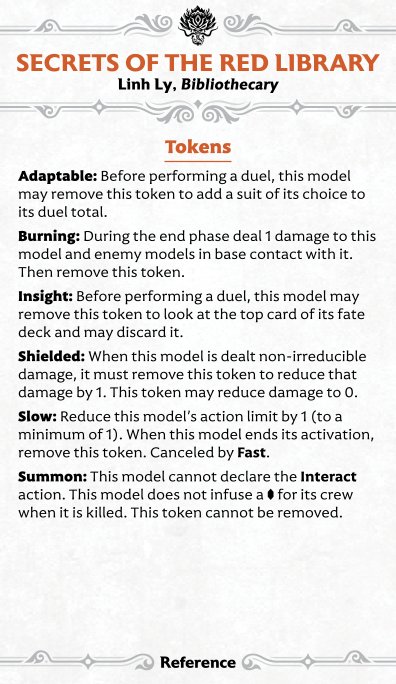 SECRETS OF THE RED LIBRARY
Linh Ly, Bibliothecary
Tokens
Adaptable: Before performing a duel, this model
may remove this token to add a suit of its choice to
its duel total.
Burning: During the end phase deal 1 damage to this
model and enemy models in base contact with it.
Then remove this token.
Insight: Before performing a duel, this model may
remove this token to look at the top card of its fate
deck and may discard it.
Shielded: When this model is dealt non-irreducible
damage, it must remove this token to reduce that
damage by 1. This token may reduce damage to 0.
Slow: Reduce this model's action limit by 1 (to a
minimum of 1). When this model ends its activation,
remove this token. Canceled by Fast.
Summon: This model cannot declare the Interact
action. This model does not infuse a for its crew
when it is killed. This token cannot be removed.
Reference